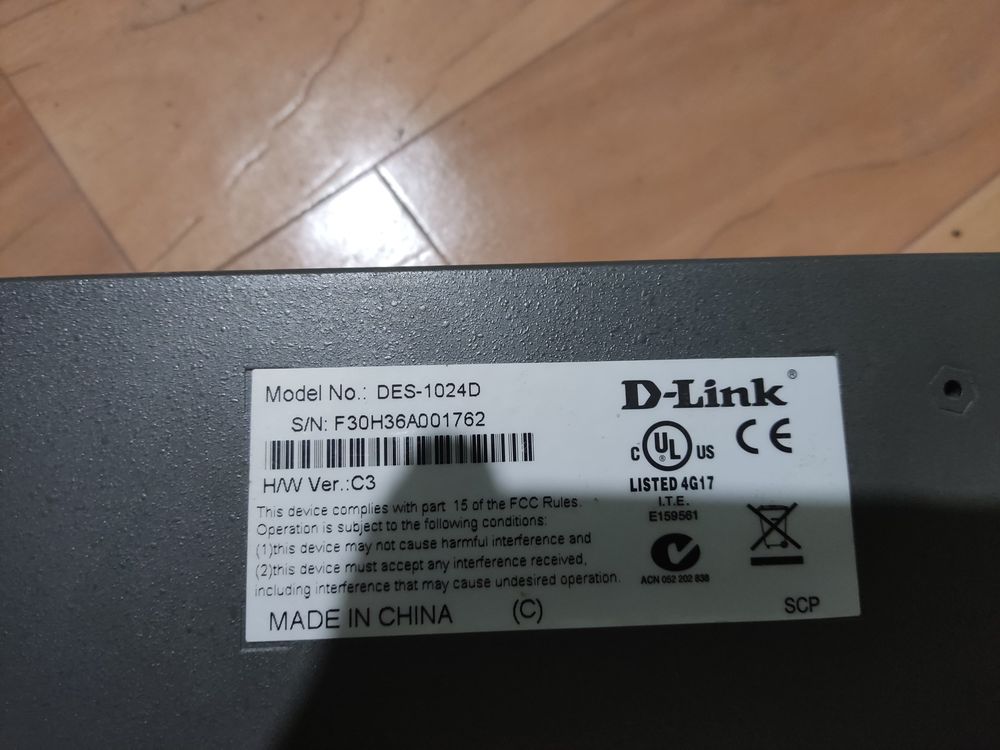 Model No.: DES-1024D
S/N: F30H36A001762
H/W Ver.:C3
This device complies with part 15 of the FCC Rules.
Operation is subject to the following conditions:
(1)this device may not cause harmful interference and
(2)this device must accept any interference received,
including interference that may cause undesired operation.
MADE IN CHINA (C)
D-Link®
C UL® US CE
LISTED 4G17
I.T.E.
E159561
ACN 052 202 838
SCP